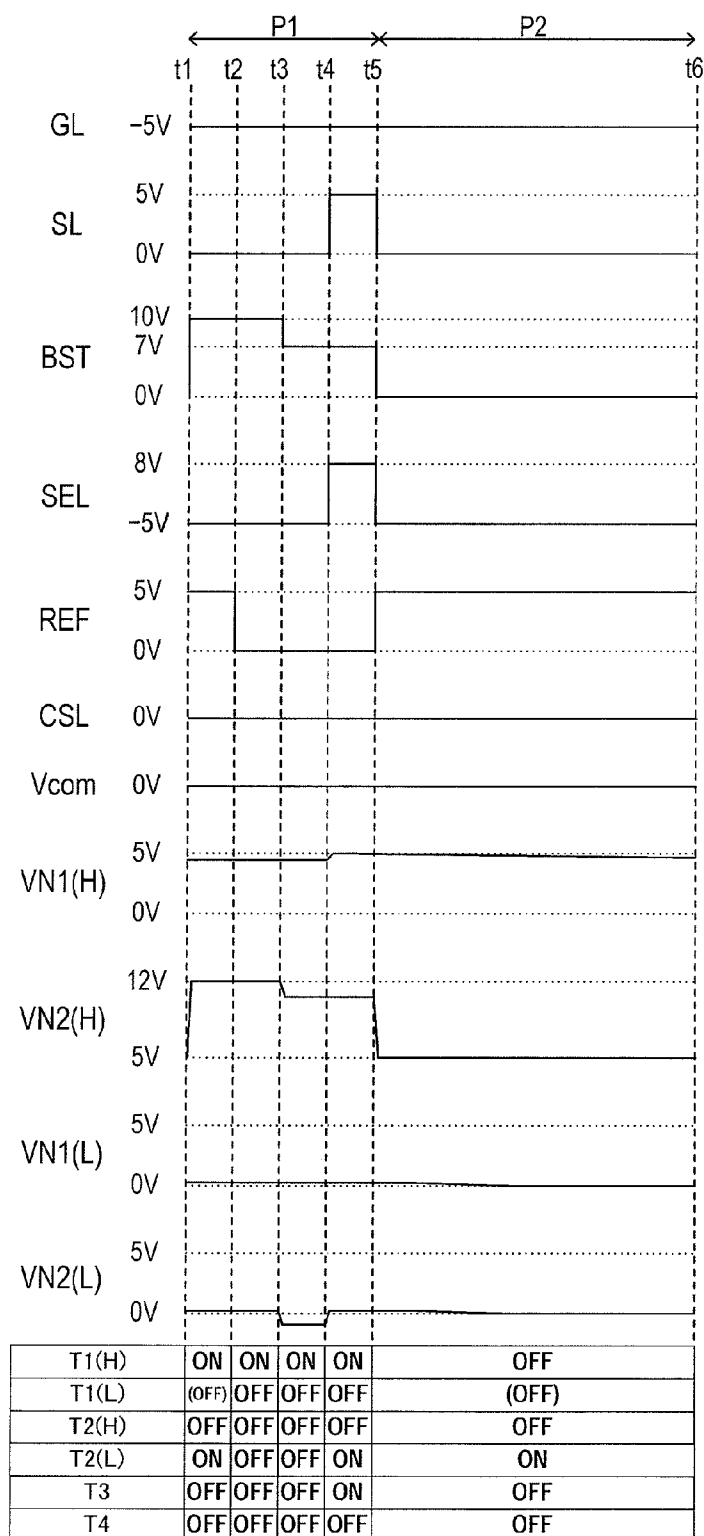 P1 P2
t1 t2 t3 t4 t5 t6
GL −5V
5V
SL
0V
10V
7V
BST
0V
8V
SEL
−5V
5V
REF
0V
CSL 0V
Vcom 0V
5V
VN1(H)
0V
12V
VN2(H)
5V
5V
VN1(L)
0V
5V
VN2(L)
0V
T1(H) ON ON ON ON OFF
T1(L) (OFF) OFF OFF OFF (OFF)
T2(H) OFF OFF OFF OFF OFF
T2(L) ON OFF OFF ON ON
T3 OFF OFF OFF ON OFF
T4 OFF OFF OFF OFF OFF